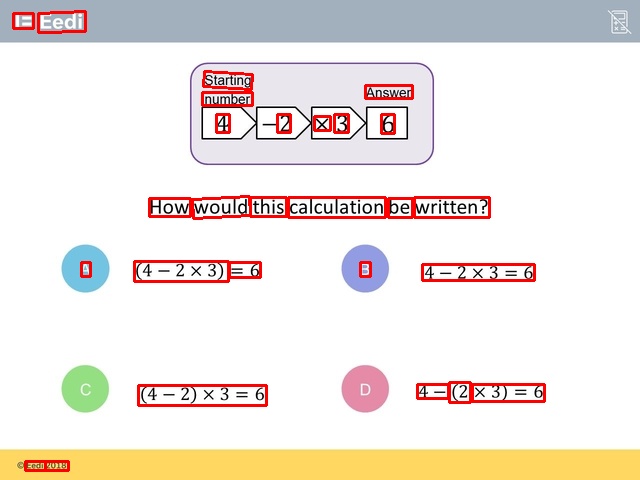 Eedi
Starting number
Answer
4 −2 ×3 6
How would this calculation be written?
A (4 − 2 × 3) = 6
B 4 − 2 × 3 = 6
C (4 − 2) × 3 = 6
D 4 − (2 × 3) = 6
© Eedi 2018